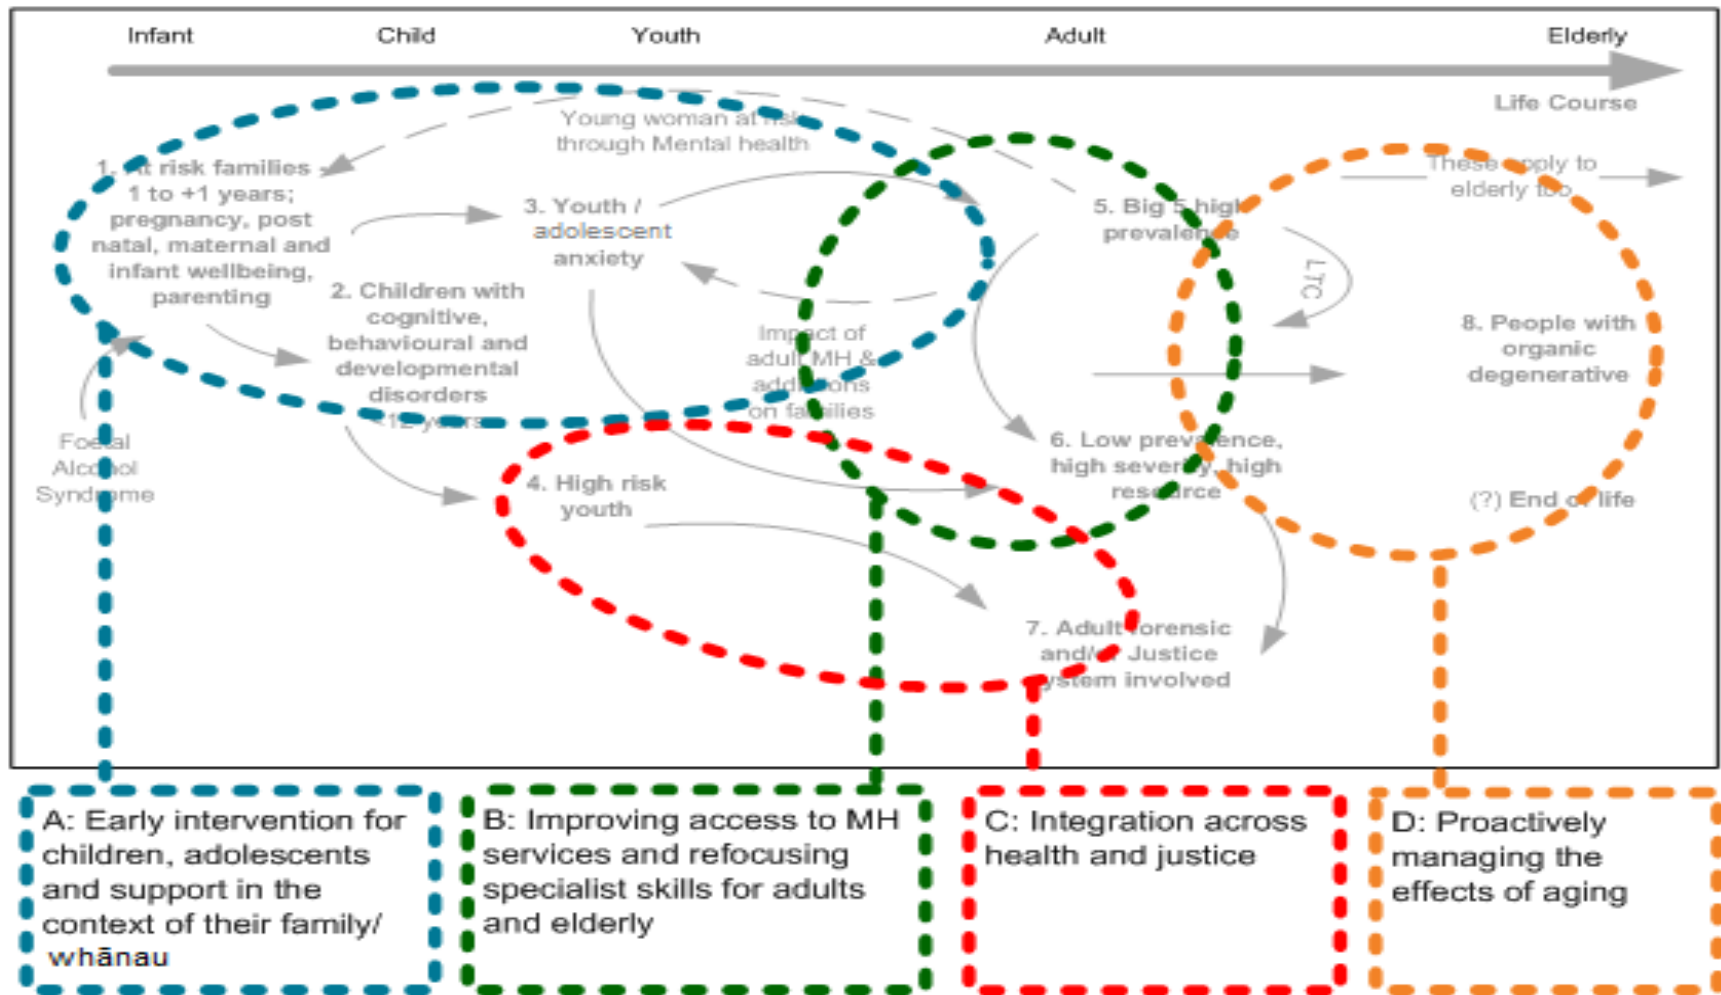 Infant
Child
Youth
Adult
Elderly
Life Course
Young woman at risk
through Mental health
These apply to
elderly too
1. At risk families -
1 to +1 years;
pregnancy, post
natal, maternal and
infant wellbeing,
parenting
3. Youth /
adolescent
anxiety
5. Big 5 high
prevalence
LTC
2. Children with
cognitive,
behavioural and
developmental
disorders
<12 years
Impact of
adult MH &
addictions
on families
8. People with
organic
degenerative
Foetal
Alcohol
Syndrome
4. High risk
youth
6. Low prevalence,
high severity, high
resource
(?) End of life
7. Adult forensic
and/or Justice
system involved
A: Early intervention for
children, adolescents
and support in the
context of their family/
whānau
B: Improving access to MH
services and refocusing
specialist skills for adults
and elderly
C: Integration across
health and justice
D: Proactively
managing the
effects of aging